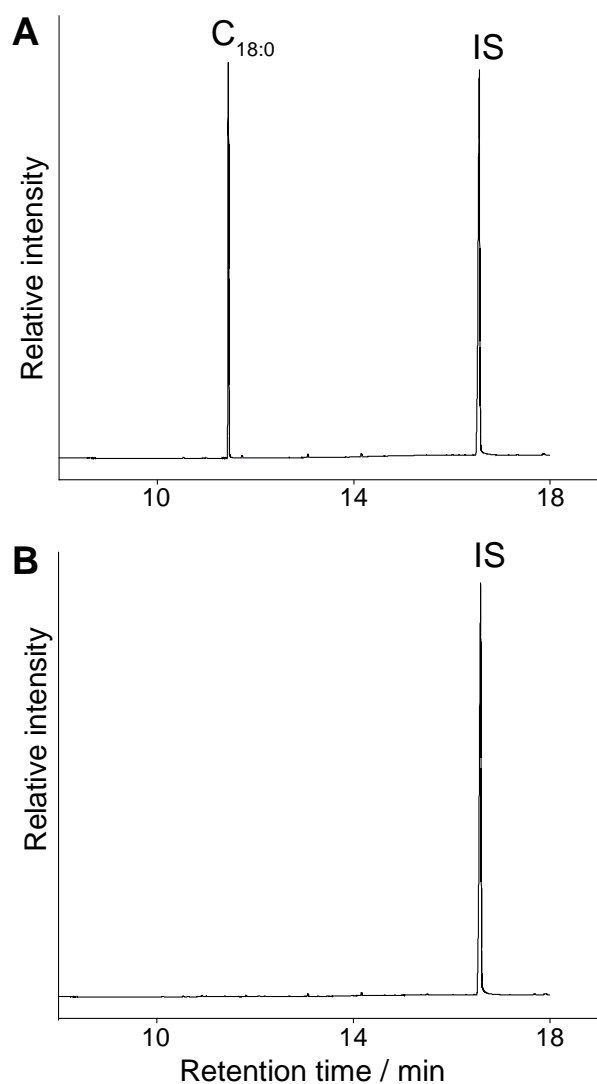 A
C18:0
IS
Relative intensity
10 14 18
B
IS
Relative intensity
10 14 18
Retention time / min